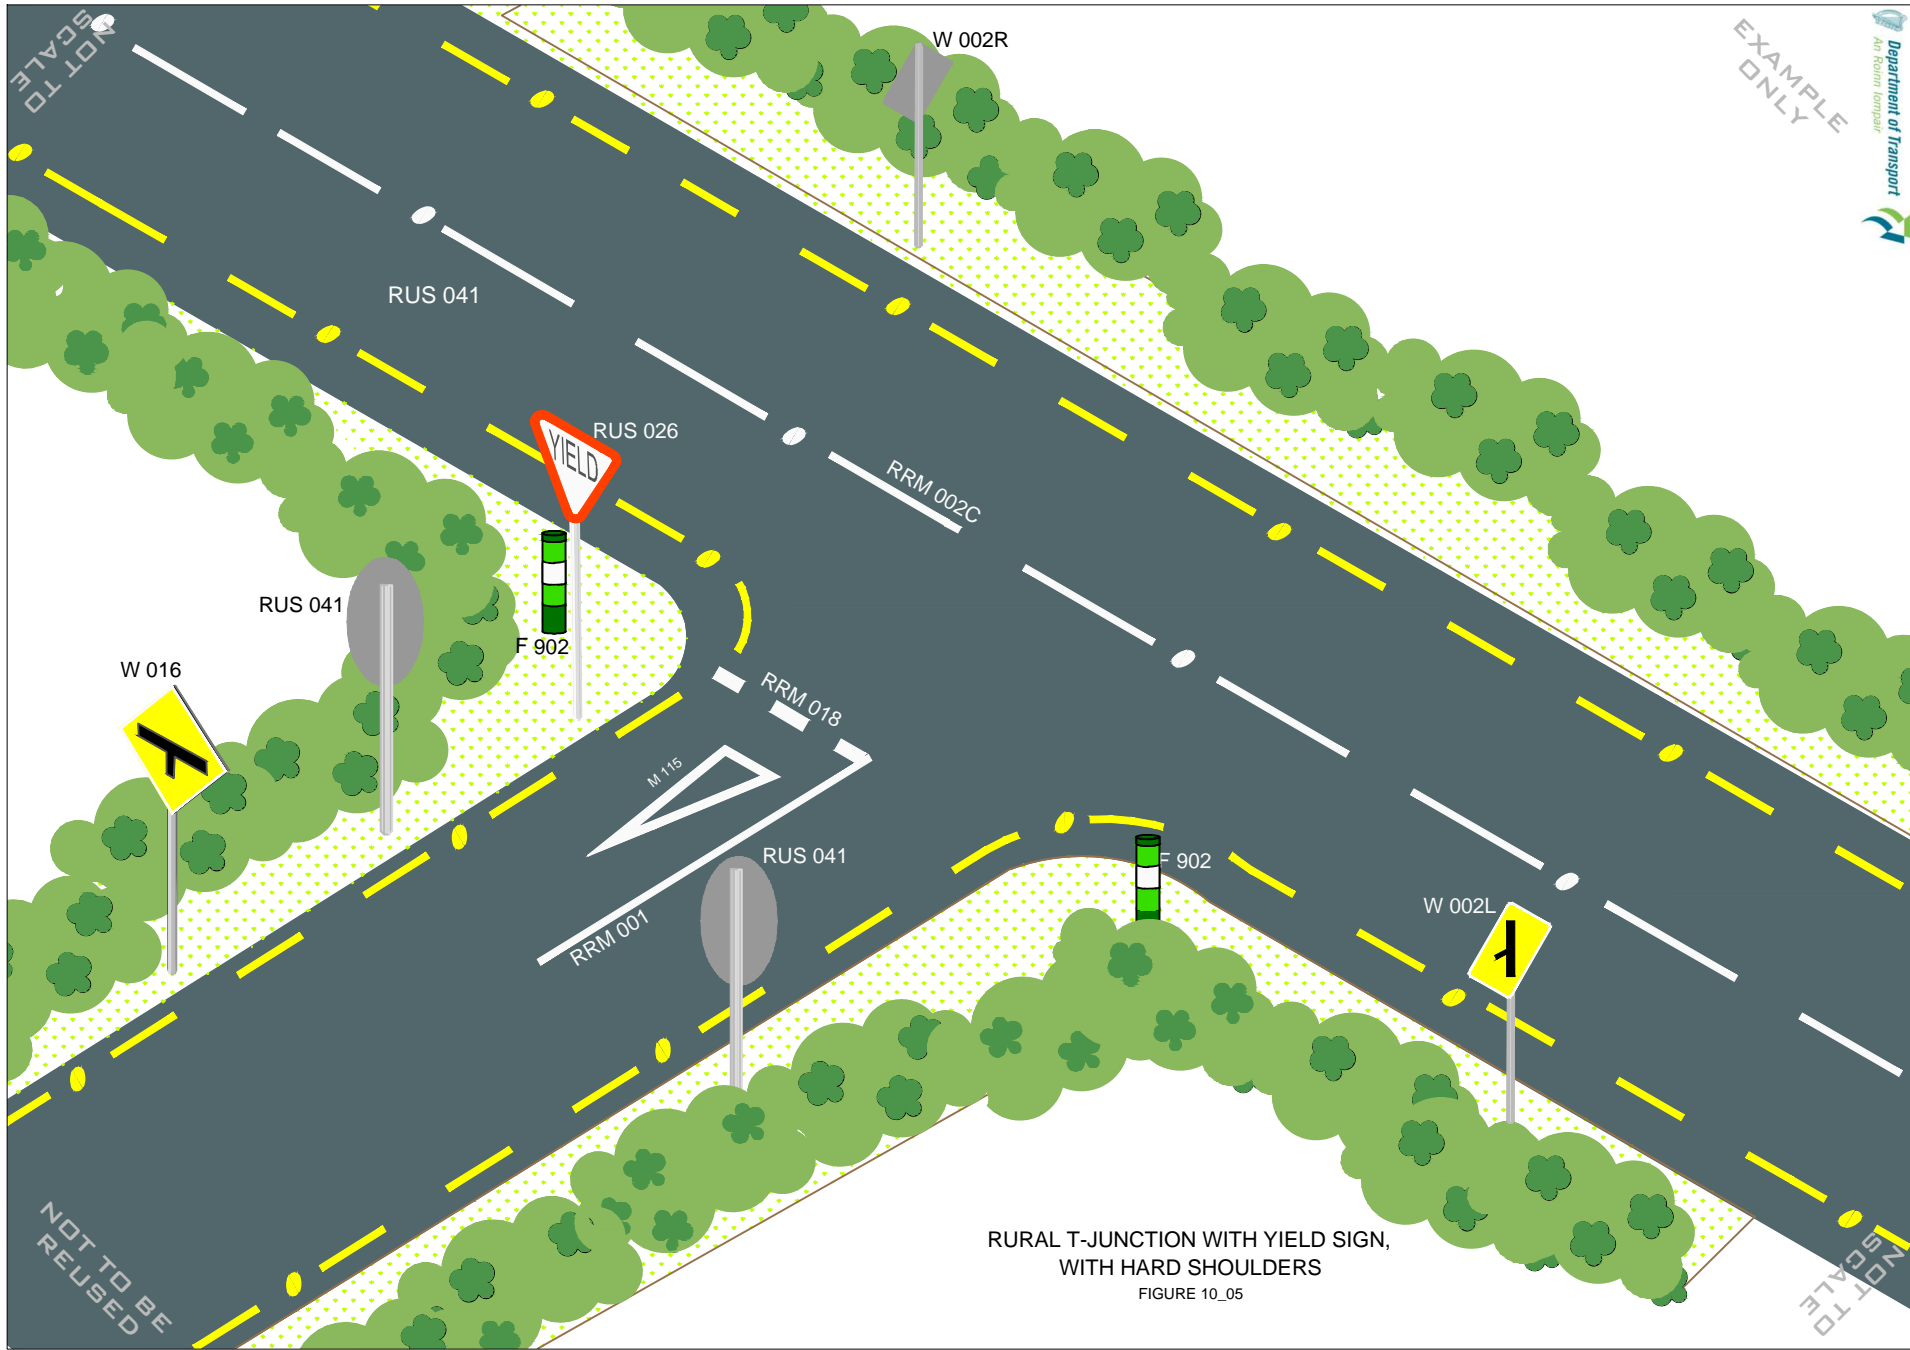 NOT TO
SCALE
W 002R
EXAMPLE
ONLY
Department of Transport
An Roinn Iompair
RUS 041
YIELD
RUS 026
RRM 002C
RUS 041
F 902
W 016
RRM 018
M 115
RUS 041
F 902
RRM 001
W 002L
NOT TO BE
REUSED
RURAL T-JUNCTION WITH YIELD SIGN,
WITH HARD SHOULDERS
FIGURE 10_05
NOT TO
SCALE